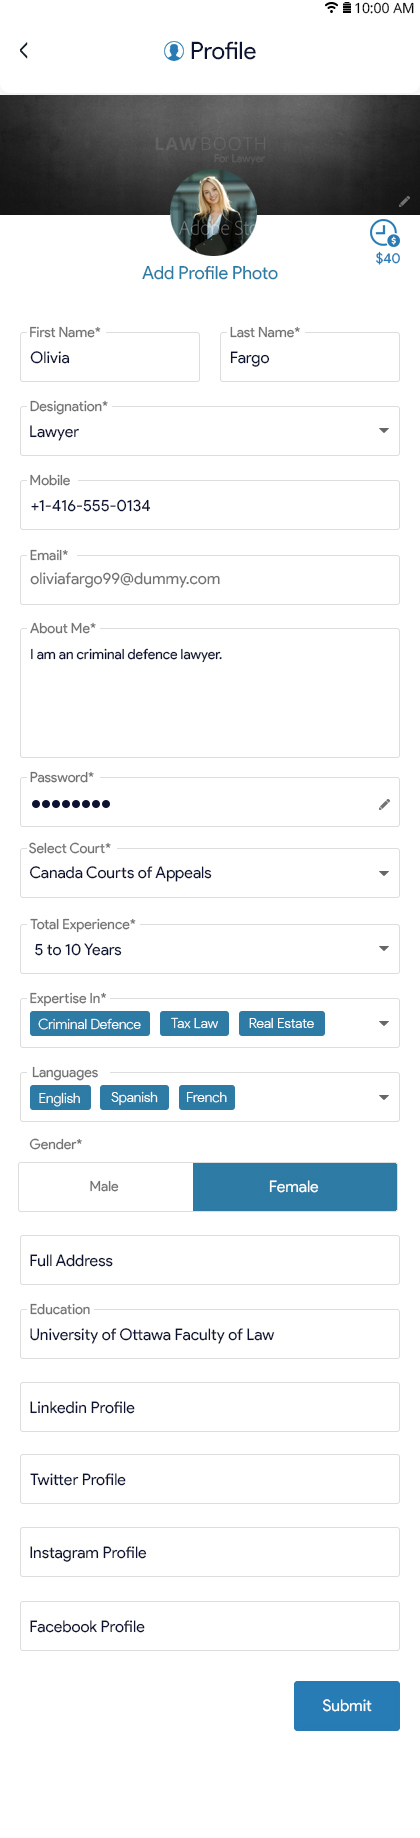 10:00 AM
Profile
LAWBOOTH
For Lawyer
Adobe Sto
Add Profile Photo
$
$40
First Name*
Last Name*
Olivia
Fargo
Designation*
Lawyer
Mobile
+1-416-555-0134
Email*
oliviafargo99@dummy.com
About Me*
I am an criminal defence lawyer.
Password*
Select Court*
Canada Courts of Appeals
Total Experience*
5 to 10 Years
Expertise In*
Criminal Defence Tax Law Real Estate
Languages
English Spanish French
Gender*
Male Female
Full Address
Education
University of Ottawa Faculty of Law
Linkedin Profile
Twitter Profile
Instagram Profile
Facebook Profile
Submit